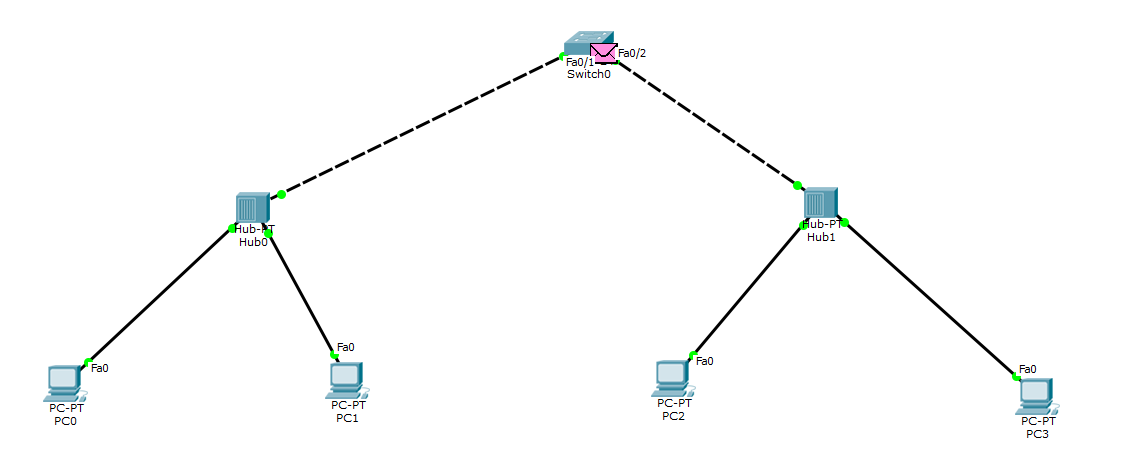 Fa0/2
Fa0/1
Switch0
Hub-PT
Hub0
Hub-PT
Hub1
Fa0
PC-PT
PC0
Fa0
PC-PT
PC1
Fa0
PC-PT
PC2
Fa0
PC-PT
PC3